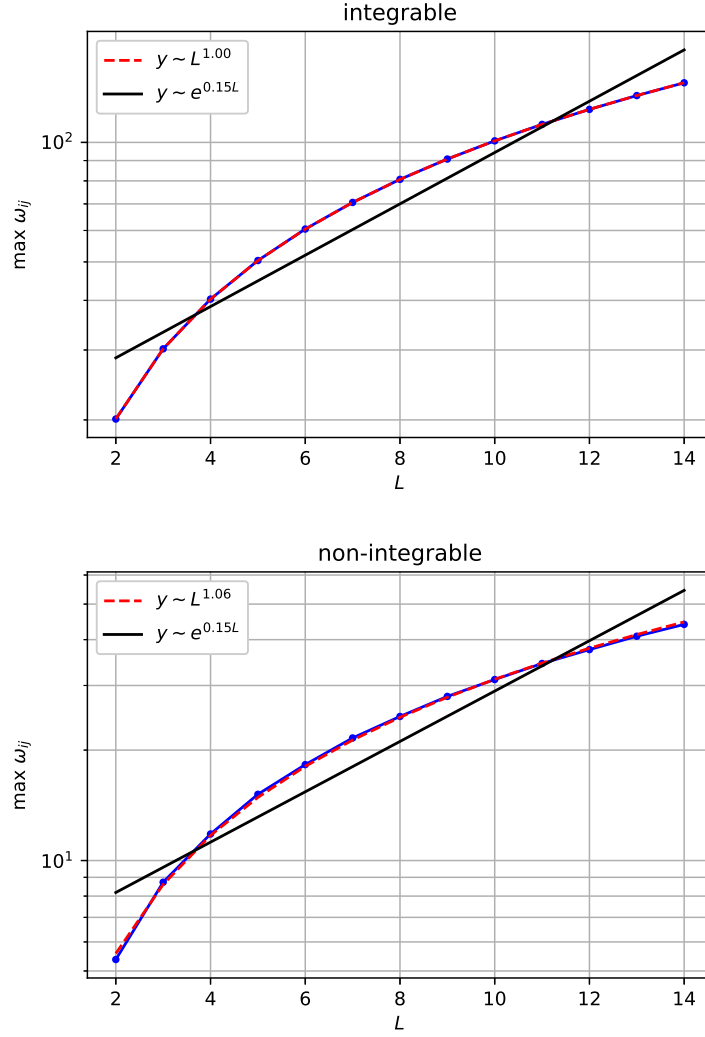 integrable
y ~ L^1.00
y ~ e^0.15L
10^2
max ω_ij
2 4 6 8 10 12 14
L
non-integrable
y ~ L^1.06
y ~ e^0.15L
10^1
max ω_ij
2 4 6 8 10 12 14
L